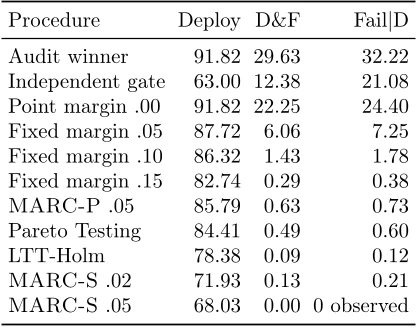 Procedure Deploy D&F Fail|D
Audit winner 91.82 29.63 32.22
Independent gate 63.00 12.38 21.08
Point margin .00 91.82 22.25 24.40
Fixed margin .05 87.72 6.06 7.25
Fixed margin .10 86.32 1.43 1.78
Fixed margin .15 82.74 0.29 0.38
MARC-P .05 85.79 0.63 0.73
Pareto Testing 84.41 0.49 0.60
LTT-Holm 78.38 0.09 0.12
MARC-S .02 71.93 0.13 0.21
MARC-S .05 68.03 0.00 0 observed